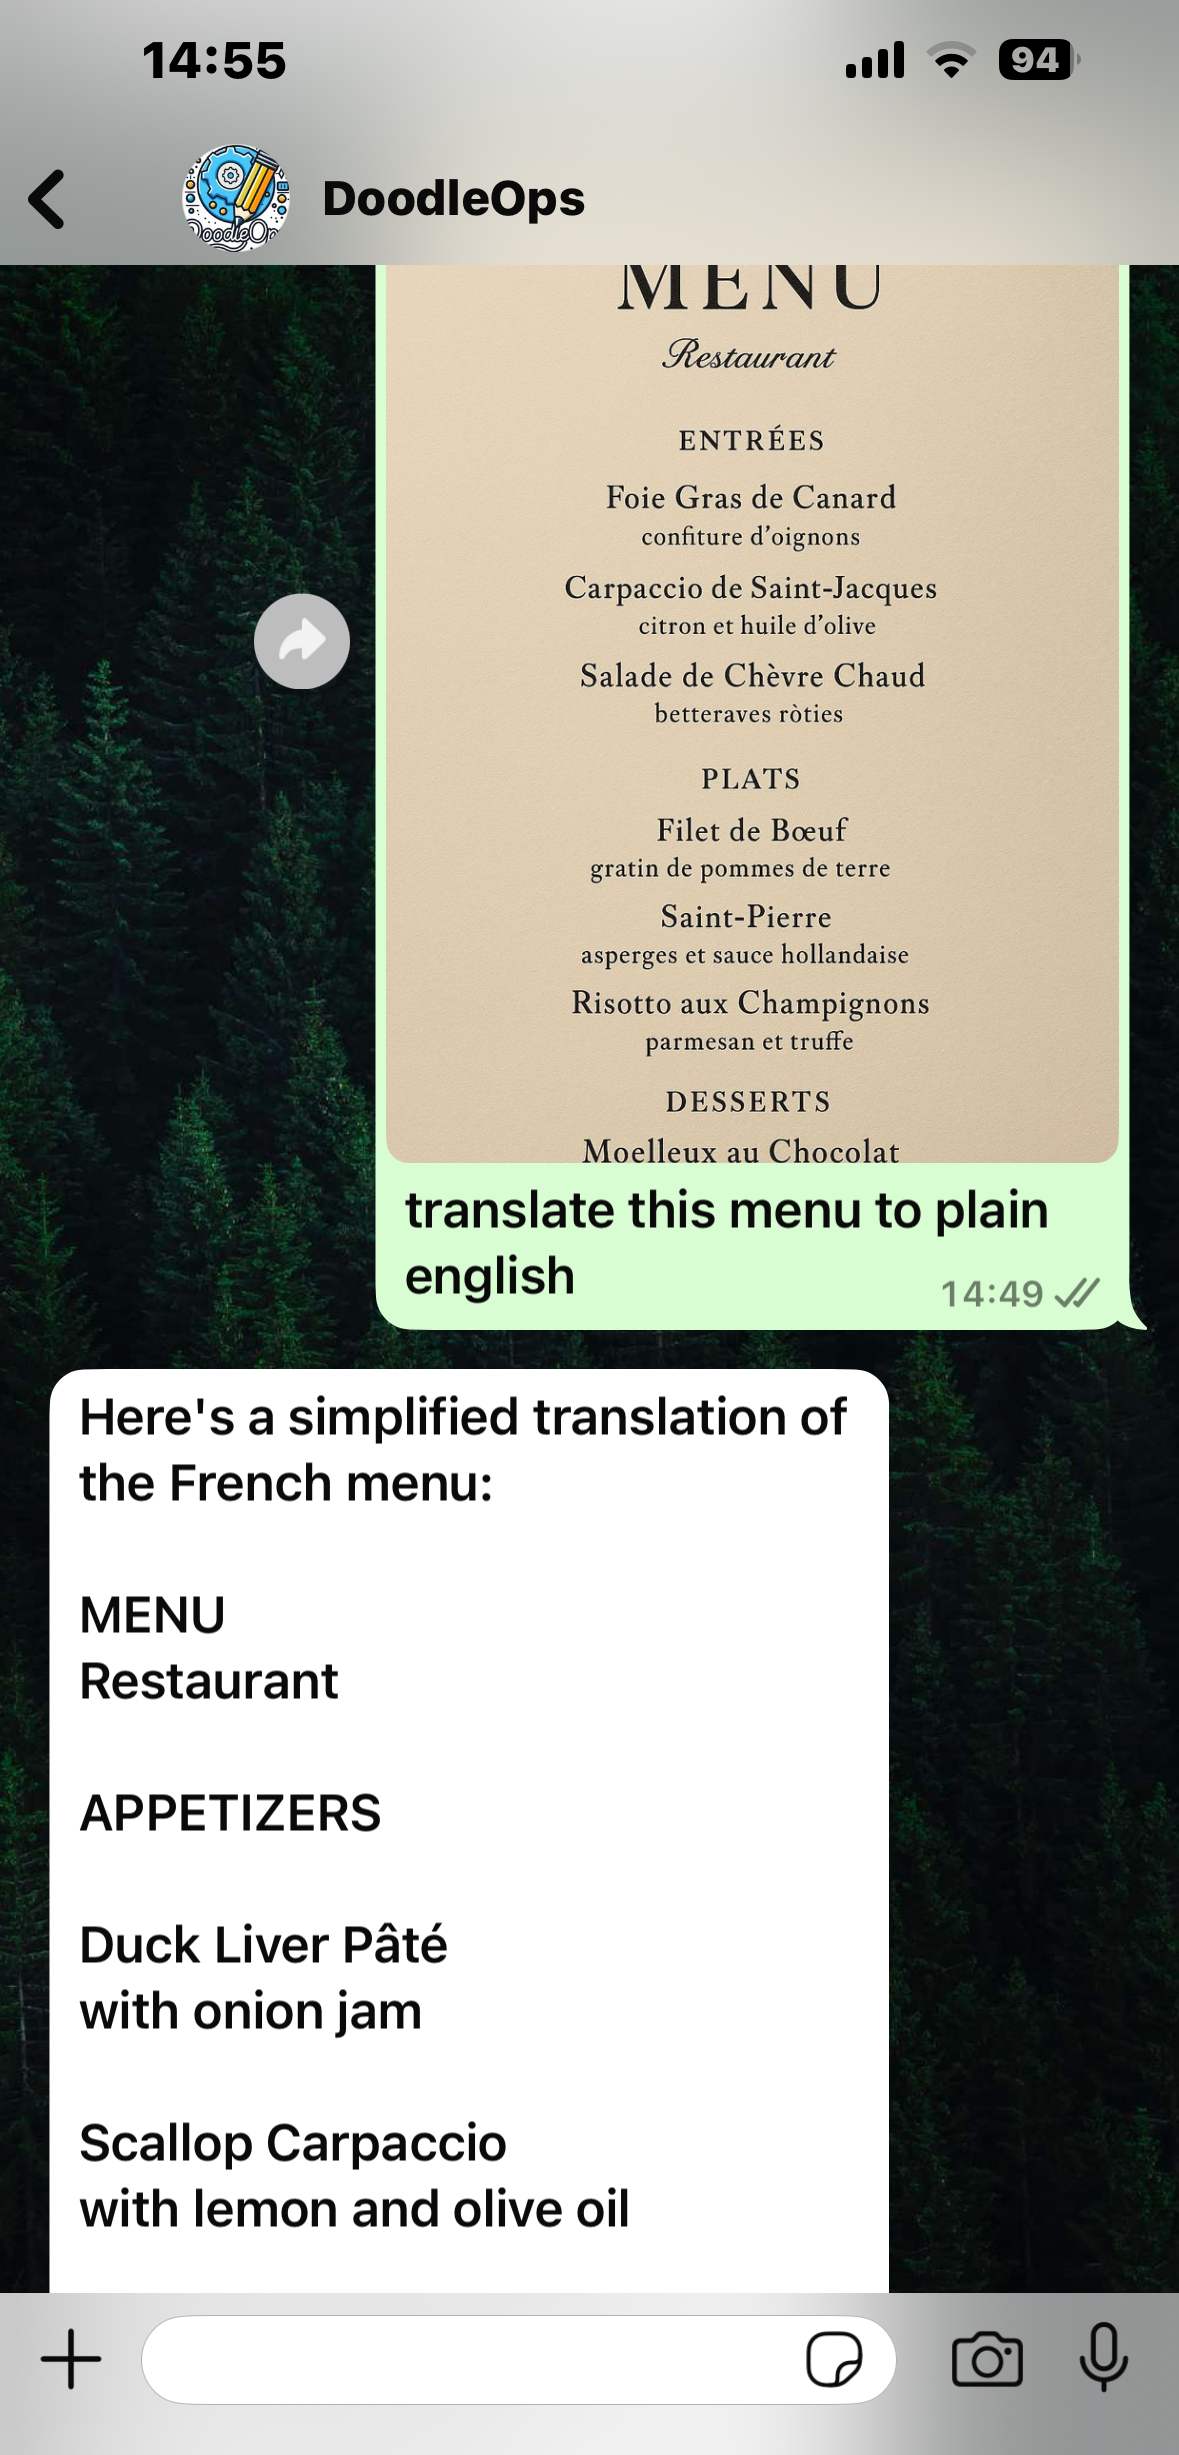 14:55
94
DoodleOps
MENU
Restaurant
ENTRÉES
Foie Gras de Canard
confiture d’oignons
Carpaccio de Saint-Jacques
citron et huile d’olive
Salade de Chèvre Chaud
betteraves ròties
PLATS
Filet de Bœuf
gratin de pommes de terre
Saint-Pierre
asperges et sauce hollandaise
Risotto aux Champignons
parmesan et truffe
DESSERTS
Moelleux au Chocolat
translate this menu to plain
english
14:49
Here's a simplified translation of
the French menu:
MENU
Restaurant
APPETIZERS
Duck Liver Pâté
with onion jam
Scallop Carpaccio
with lemon and olive oil